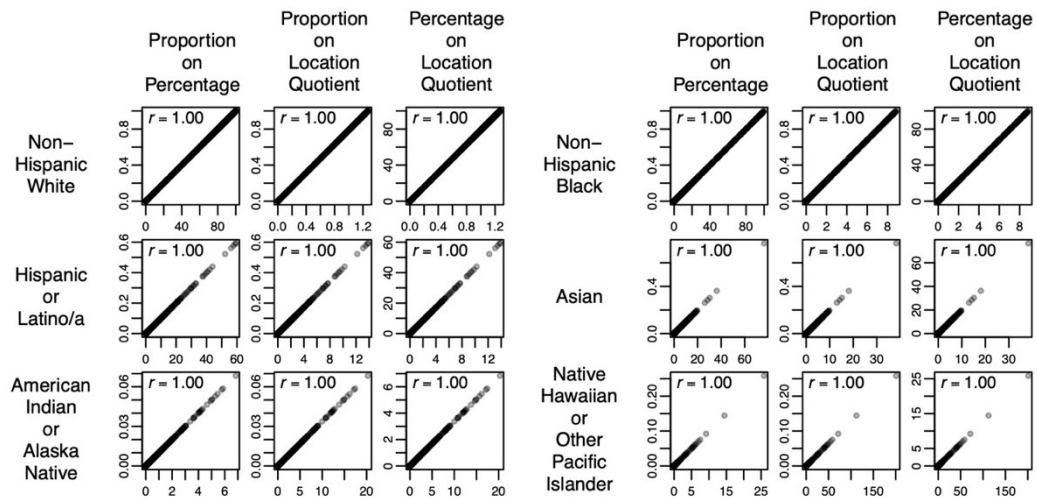 Proportion
on
Percentage
Proportion
on
Location
Quotient
Percentage
on
Location
Quotient
Proportion
on
Percentage
Proportion
on
Location
Quotient
Percentage
on
Location
Quotient
Non–
Hispanic
White
r = 1.00
0.0 0.4 0.8
0 40 80
r = 1.00
0.0 0.4 0.8
0.0 0.4 0.8 1.2
r = 1.00
0 40 80
0.0 0.4 0.8 1.2
Non–
Hispanic
Black
r = 1.00
0.0 0.4 0.8
0 40 80
r = 1.00
0.0 0.4 0.8
0 2 4 6 8
r = 1.00
0 40 80
0 2 4 6 8
Hispanic
or
Latino/a
r = 1.00
0.0 0.2 0.4 0.6
0 20 40 60
r = 1.00
0.0 0.2 0.4 0.6
0 4 8 12
r = 1.00
0 20 40 60
0 4 8 12
Asian
r = 1.00
0.0 0.4
0 20 40 60
r = 1.00
0.0 0.4
0 10 30
r = 1.00
0 20 40
0 10 20 30
American
Indian
or
Alaska
Native
r = 1.00
0.00 0.03 0.06
0 2 4 6
r = 1.00
0.00 0.03 0.06
0 10 20
r = 1.00
0 2 4 6
0 10 20
Native
Hawaiian
or
Other
Pacific
Islander
r = 1.00
0.00 0.10 0.20
0 5 15 25
r = 1.00
0.00 0.10 0.20
0 50 150
r = 1.00
0 5 15 25
0 50 150